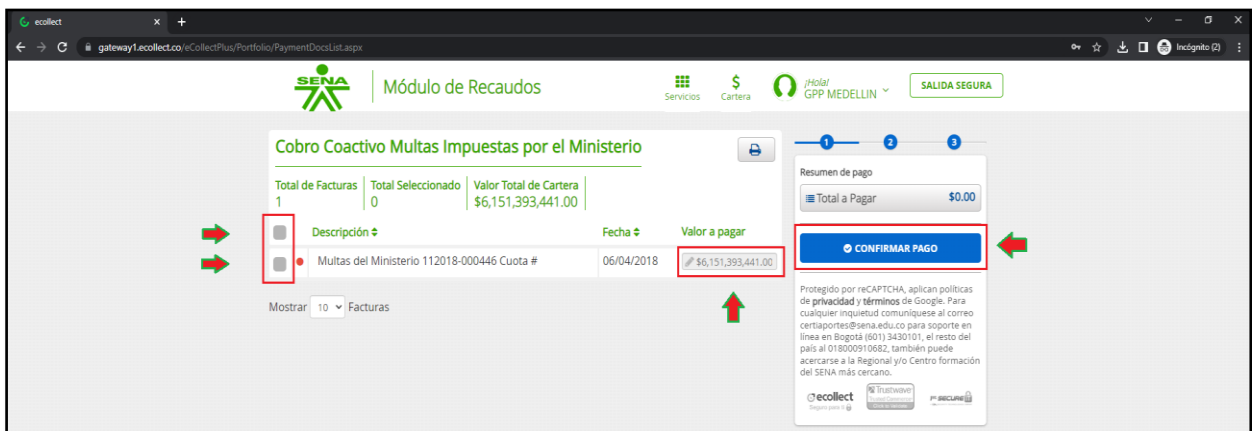 ecollect
gateway1.ecollect.co/eCollectPlus/Portfolio/PaymentDocsList.aspx
Incógnito (2)
SENA
Módulo de Recaudos
Servicios
$
Cartera
¡Hola!
GPP MEDELLIN
SALIDA SEGURA
Cobro Coactivo Multas Impuestas por el Ministerio
Total de Facturas Total Seleccionado Valor Total de Cartera
1 0 $6,151,393,441.00
Descripción Fecha Valor a pagar
Multas del Ministerio 112018-000446 Cuota # 06/04/2018 $6,151,393,441.00
Mostrar 10 Facturas
1 2 3
Resumen de pago
Total a Pagar $0.00
CONFIRMAR PAGO
Protegido por reCAPTCHA, aplican políticas
de privacidad y términos de Google. Para
cualquier inquietud comuníquese al correo
certiaportes@sena.edu.co para soporte en
línea en Bogotá (601) 3430101, el resto del
país al 018000910682, también puede
acercarse a la Regional y/o Centro formación
del SENA más cercano.
ecollect
Seguro para ti
Trustwave
SECURE